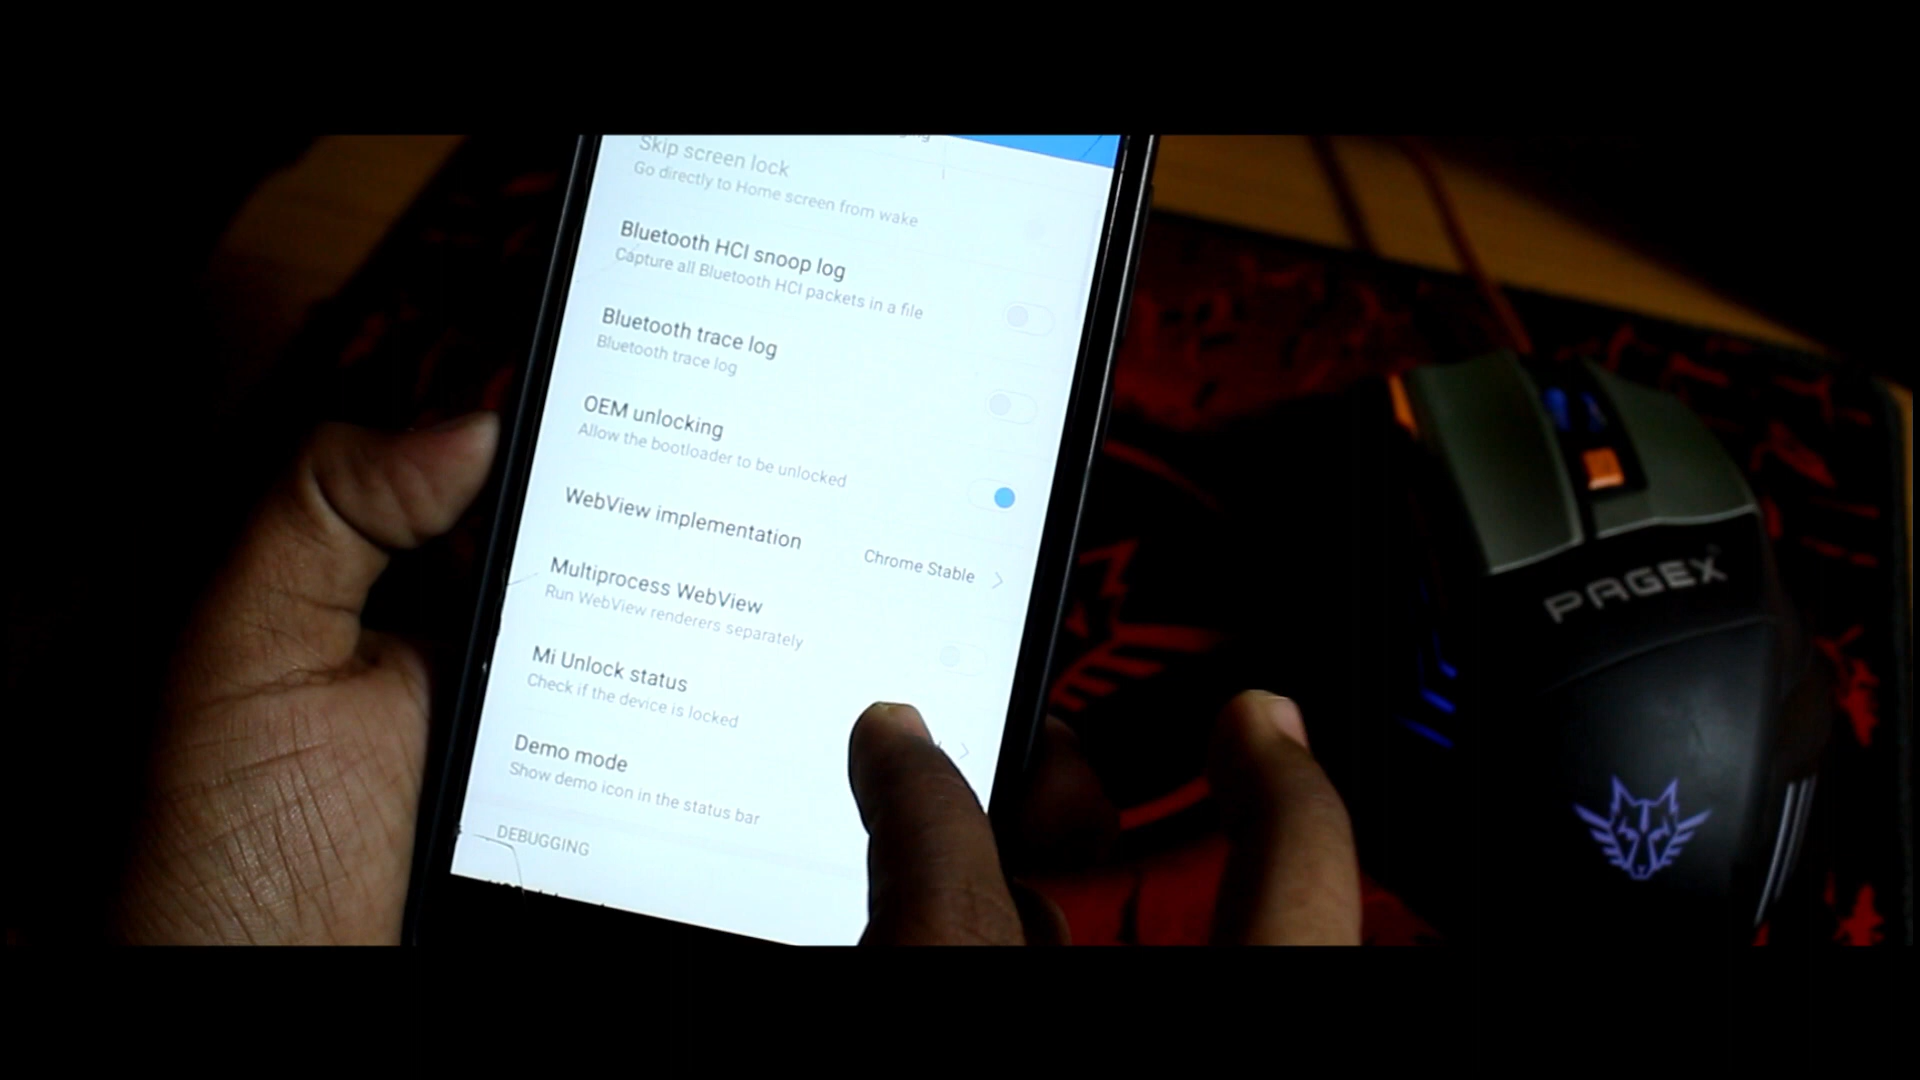 Skip screen lock
Go directly to Home screen from wake
Bluetooth HCI snoop log
Capture all Bluetooth HCI packets in a file
Bluetooth trace log
Bluetooth trace log
OEM unlocking
Allow the bootloader to be unlocked
WebView implementation
Chrome Stable
Multiprocess WebView
Run WebView renderers separately
Mi Unlock status
Check if the device is locked
Demo mode
Show demo icon in the status bar
DEBUGGING
PAGEX